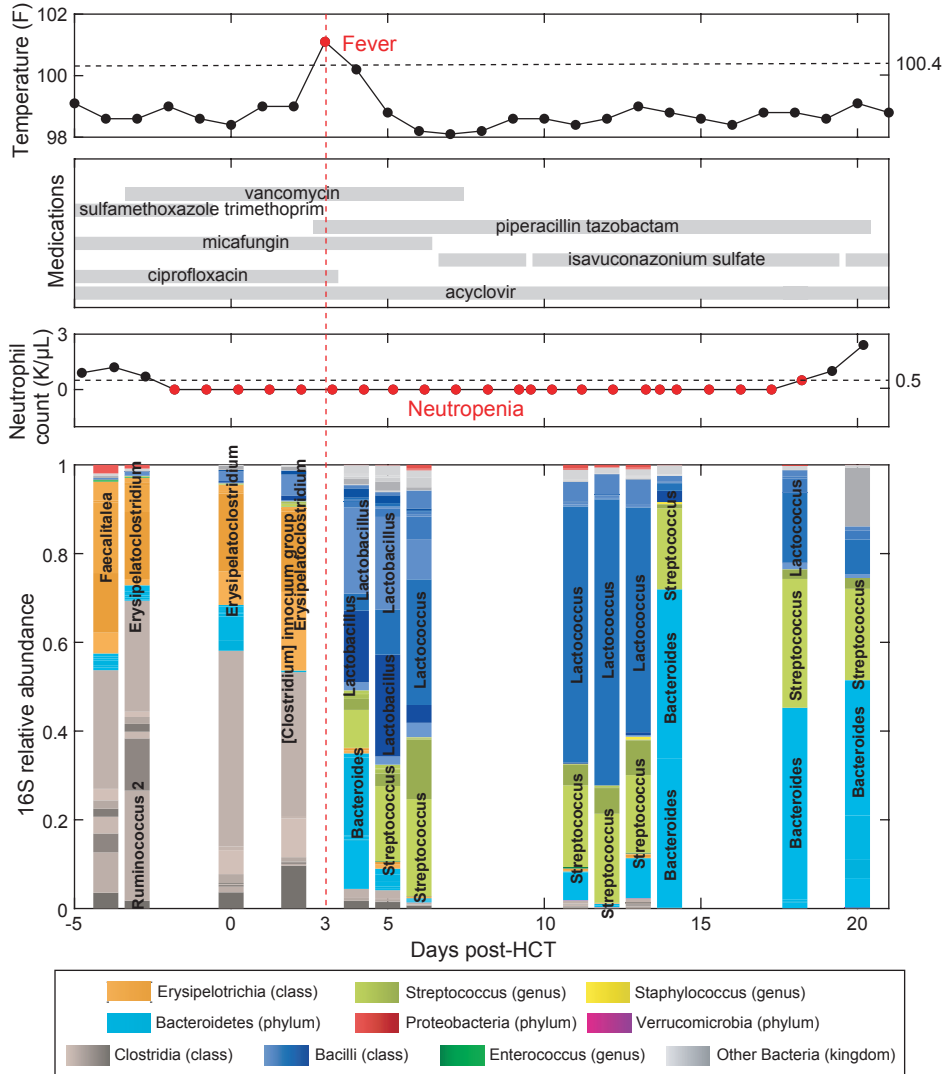 Temperature (F)
102
100
98
Fever
100.4
Medications
vancomycin
sulfamethoxazole trimethoprim
piperacillin tazobactam
micafungin
isavuconazonium sulfate
ciprofloxacin
acyclovir
Neutrophil
count (K/µL)
3
0
Neutropenia
0.5
16S relative abundance
1
0.8
0.6
0.4
0.2
0
Faecalitalea
Erysipelatoclostridium
Ruminococcus 2
Erysipelatoclostridium
[Clostridium] innocuum group
Erysipelatoclostridium
Lactobacillus
Lactobacillus
Bacteroides
Lactobacillus
Lactobacillus
Streptococcus
Lactococcus
Streptococcus
Lactococcus
Streptococcus
Lactococcus
Streptococcus
Lactococcus
Streptococcus
Streptococcus
Bacteroides
Lactococcus
Streptococcus
Bacteroides
Streptococcus
Bacteroides
-5 0 3 5 10 15 20
Days post-HCT
Erysipelotrichia (class) Streptococcus (genus) Staphylococcus (genus)
Bacteroidetes (phylum) Proteobacteria (phylum) Verrucomicrobia (phylum)
Clostridia (class) Bacilli (class) Enterococcus (genus) Other Bacteria (kingdom)